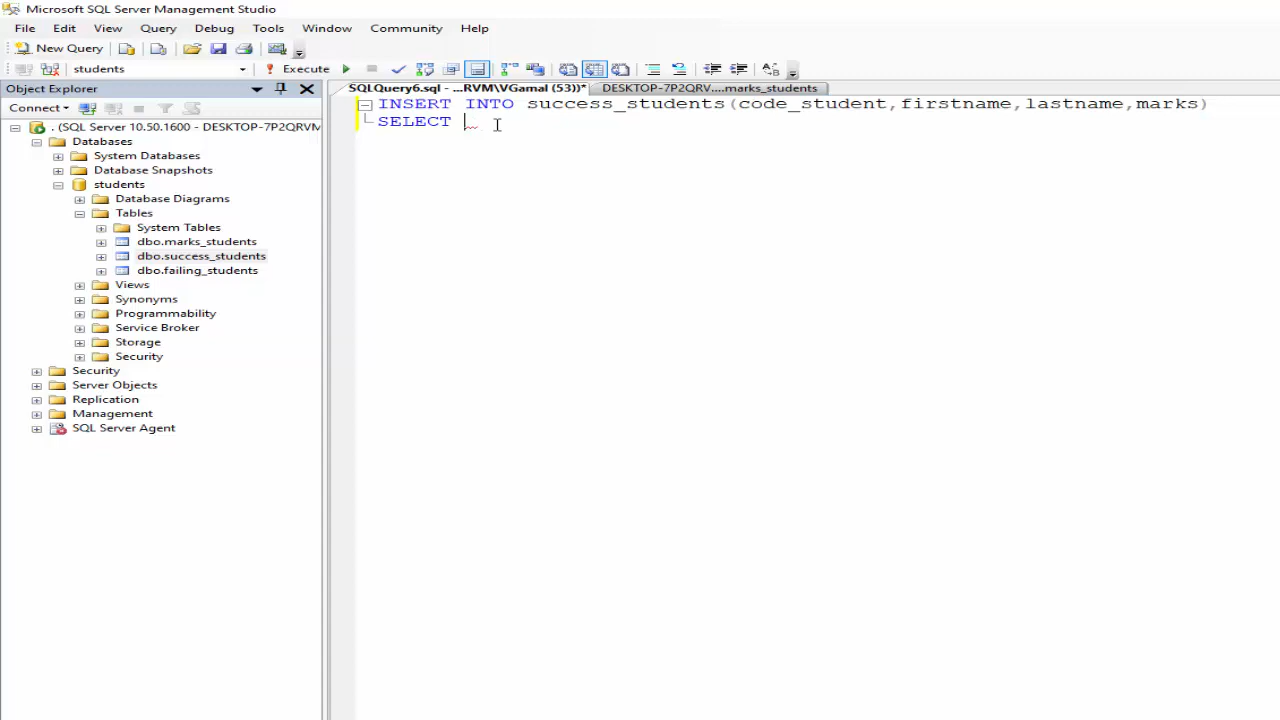 Microsoft SQL Server Management Studio
File Edit View Query Debug Tools Window Community Help
New Query
students Execute
Object Explorer
SQLQuery6.sql - ...RVM\VGamal (53))* DESKTOP-7P2QRV....marks_students
Connect
INSERT INTO success_students(code_student,firstname,lastname,marks)
SELECT
. (SQL Server 10.50.1600 - DESKTOP-7P2QRVM
Databases
System Databases
Database Snapshots
students
Database Diagrams
Tables
System Tables
dbo.marks_students
dbo.success_students
dbo.failing_students
Views
Synonyms
Programmability
Service Broker
Storage
Security
Security
Server Objects
Replication
Management
SQL Server Agent